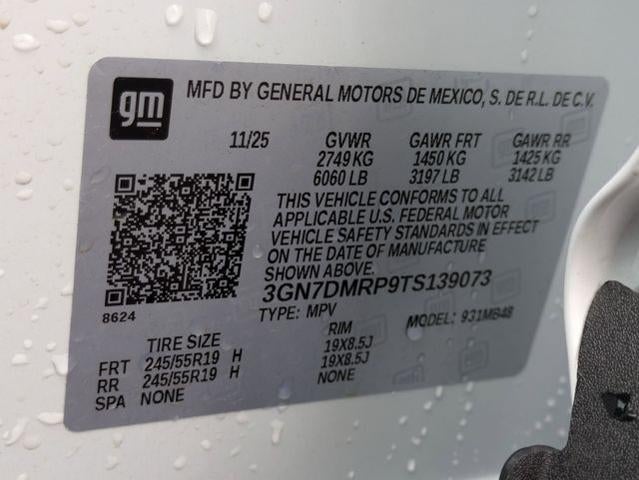 gm
MFD BY GENERAL MOTORS DE MEXICO, S. DE R.L. DE C.V.
11/25 GVWR GAWR FRT GAWR RR
2749 KG 1450 KG 1425 KG
6060 LB 3197 LB 3142 LB
THIS VEHICLE CONFORMS TO ALL
APPLICABLE U.S. FEDERAL MOTOR
VEHICLE SAFETY STANDARDS IN EFFECT
ON THE DATE OF MANUFACTURE
SHOWN ABOVE.
3GN7DMRP9TS139073
8624
TYPE: MPV MODEL: 931MB48
TIRE SIZE RIM
FRT 245/55R19 H 19X8.5J
RR 245/55R19 H 19X8.5J
SPA NONE NONE